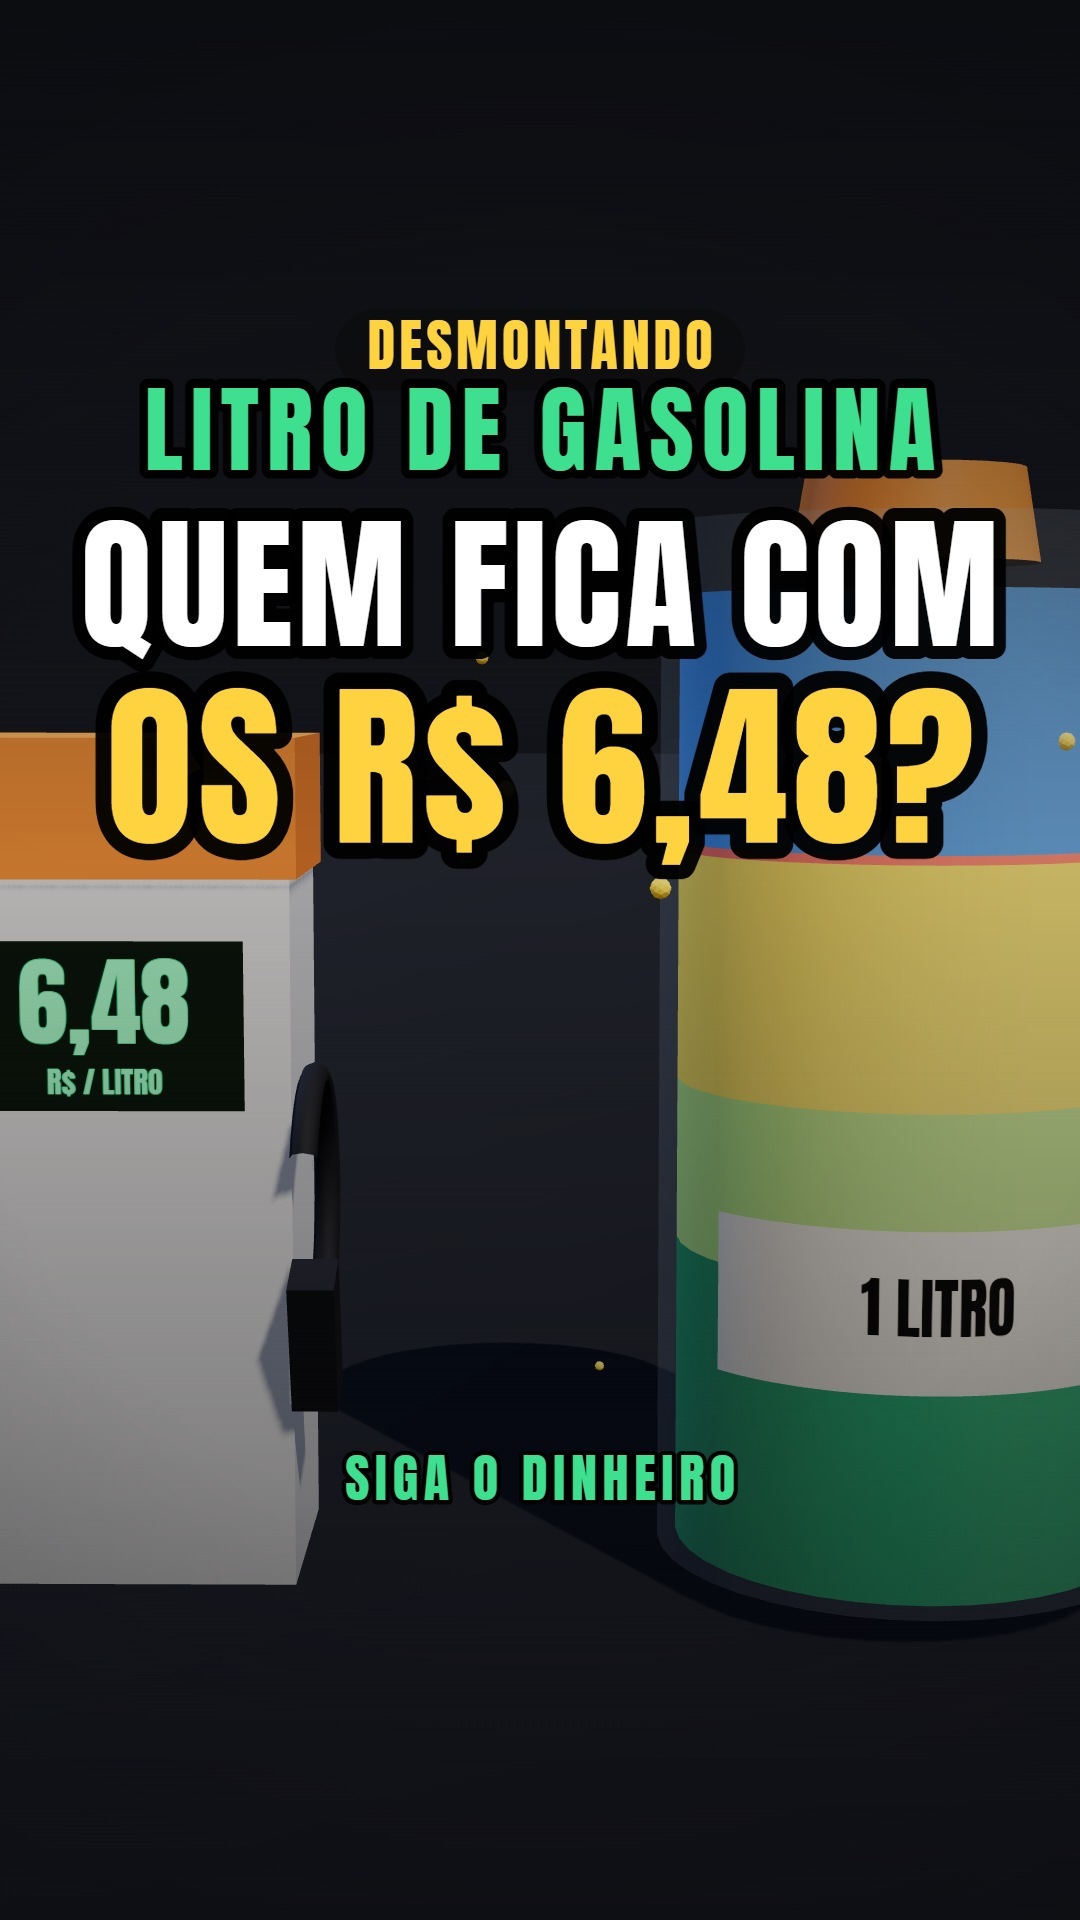 DESMONTANDO
LITRO DE GASOLINA
QUEM FICA COM
OS R$ 6,48?
6,48
R$ / LITRO
1 LITRO
SIGA O DINHEIRO